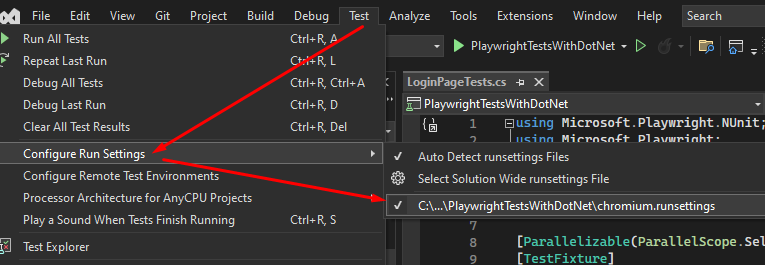 File Edit View Git Project Build Debug Test Analyze Tools Extensions Window Help
Run All Tests Ctrl+R, A
Repeat Last Run Ctrl+R, L
Debug All Tests Ctrl+R, Ctrl+A
Debug Last Run Ctrl+R, D
Clear All Test Results Ctrl+R, Del
Configure Run Settings
Configure Remote Test Environments
Processor Architecture for AnyCPU Projects
Play a Sound When Tests Finish Running Ctrl+R, S
Test Explorer
PlaywrightTestsWithDotNet
LoginPageTests.cs
PlaywrightTestsWithDotNet
1 using Microsoft.Playwright.NUnit;
2 using Microsoft.Playwright;
Auto Detect runsettings Files
Select Solution Wide runsettings File
C:\...\PlaywrightTestsWithDotNet\chromium.runsettings
8 [Parallelizable(ParallelScope.Sel
9 [TestFixture]